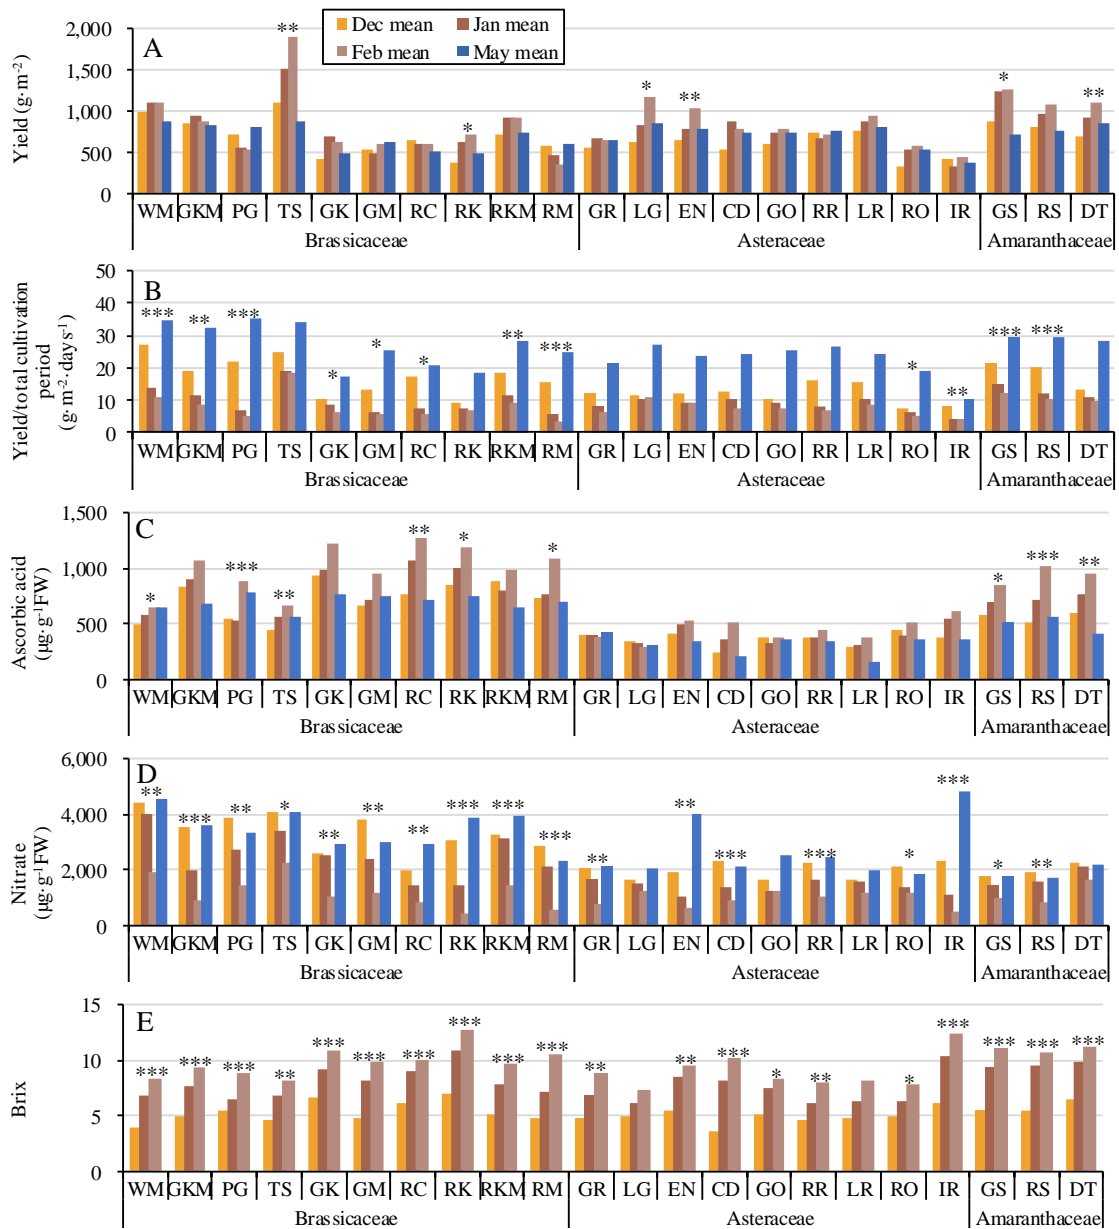 Dec mean Jan mean
Feb mean May mean
A
Yield (g·m-2)
2,000
1,500
1,000
500
0
** * * ** * **
WM GKM PG TS GK GM RC RK RKM RM GR LG EN CD GO RR LR RO IR GS RS DT
Brassicaceae Asteraceae Amaranthaceae
B
Yield/total cultivation
period
(g·m-2·day s-1)
50
40
30
20
10
0
*** ** *** * * * ** *** * ** *** ***
WM GKM PG TS GK GM RC RK RKM RM GR LG EN CD GO RR LR RO IR GS RS DT
Brassicaceae Asteraceae Amaranthaceae
C
Ascorbic acid
(μg·g-1FW)
1,500
1,000
500
0
* *** ** ** * * * *** **
WM GKM PG TS GK GM RC RK RKM RM GR LG EN CD GO RR LR RO IR GS RS DT
Brassicaceae Asteraceae Amaranthaceae
D
Nitrate
(μg·g-1FW)
6,000
4,000
2,000
0
** *** ** * ** ** ** *** *** *** ** ** *** *** * *** * **
WM GKM PG TS GK GM RC RK RKM RM GR LG EN CD GO RR LR RO IR GS RS DT
Brassicaceae Asteraceae Amaranthaceae
E
Brix
15
10
5
0
*** *** *** ** *** *** *** *** *** *** ** ** *** * ** * *** *** *** ***
WM GKM PG TS GK GM RC RK RKM RM GR LG EN CD GO RR LR RO IR GS RS DT
Brassicaceae Asteraceae Amaranthaceae